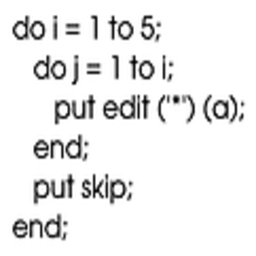 do i = 1 to 5;
do j = 1 to i;
put edit ('*') (a);
end;
put skip;
end;